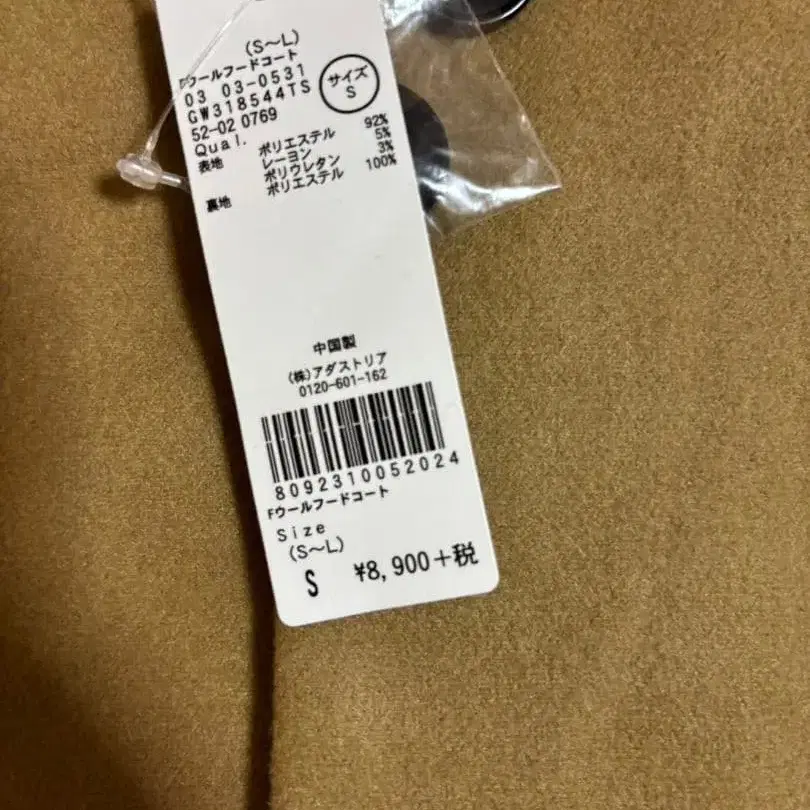 (S～L)
Fウールフードコート
03 03-0531
GW318544TS
52-02 0769
サイズ
S
Qual.
表地 ポリエステル 92%
レーヨン 5%
ポリウレタン 3%
裏地 ポリエステル 100%
中国製
(株)アダストリア
0120-601-162
8092310052024
Fウールフードコート
Size
(S～L)
S ¥8,900+税